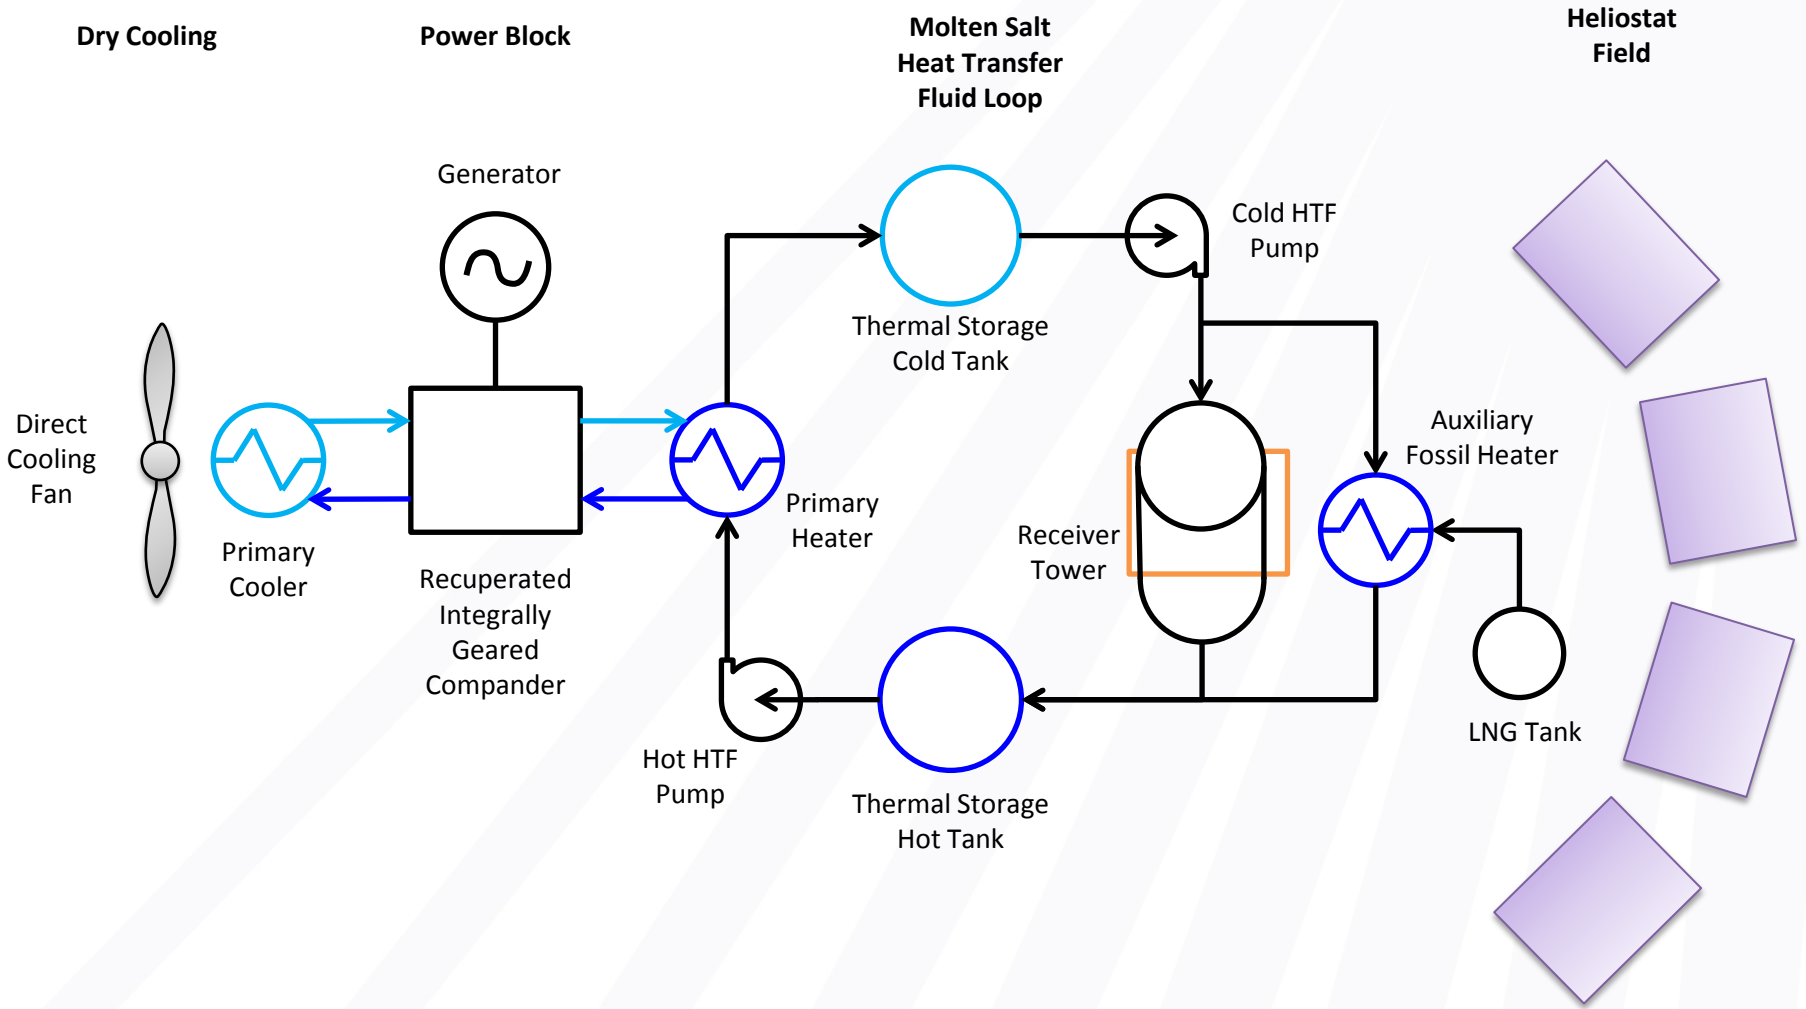 Dry Cooling
Power Block
Molten Salt
Heat Transfer
Fluid Loop
Heliostat
Field
Generator
Cold HTF
Pump
Thermal Storage
Cold Tank
Direct
Cooling
Fan
Auxiliary
Fossil Heater
Primary
Heater
Receiver
Tower
Primary
Cooler
Recuperated
Integrally
Geared
Compander
LNG Tank
Hot HTF
Pump
Thermal Storage
Hot Tank